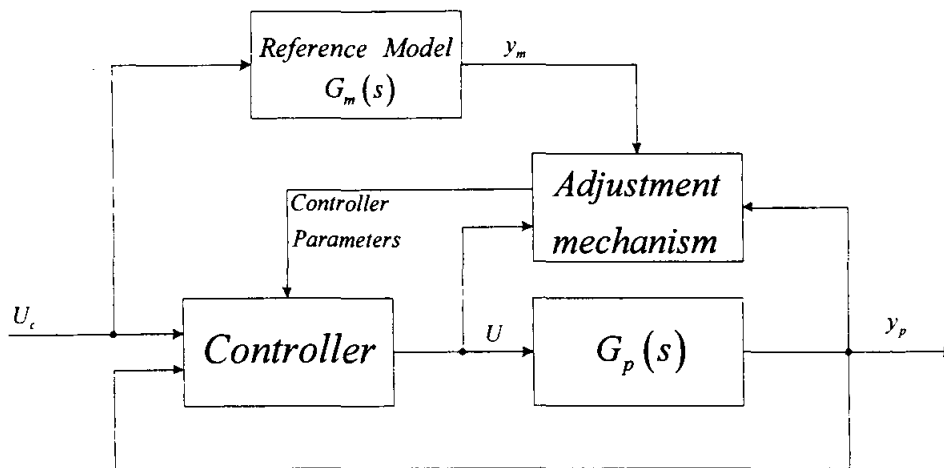 Reference Model
G_m(s)
y_m
Adjustment
mechanism
Controller
Parameters
U_c
Controller
U
G_p(s)
y_p